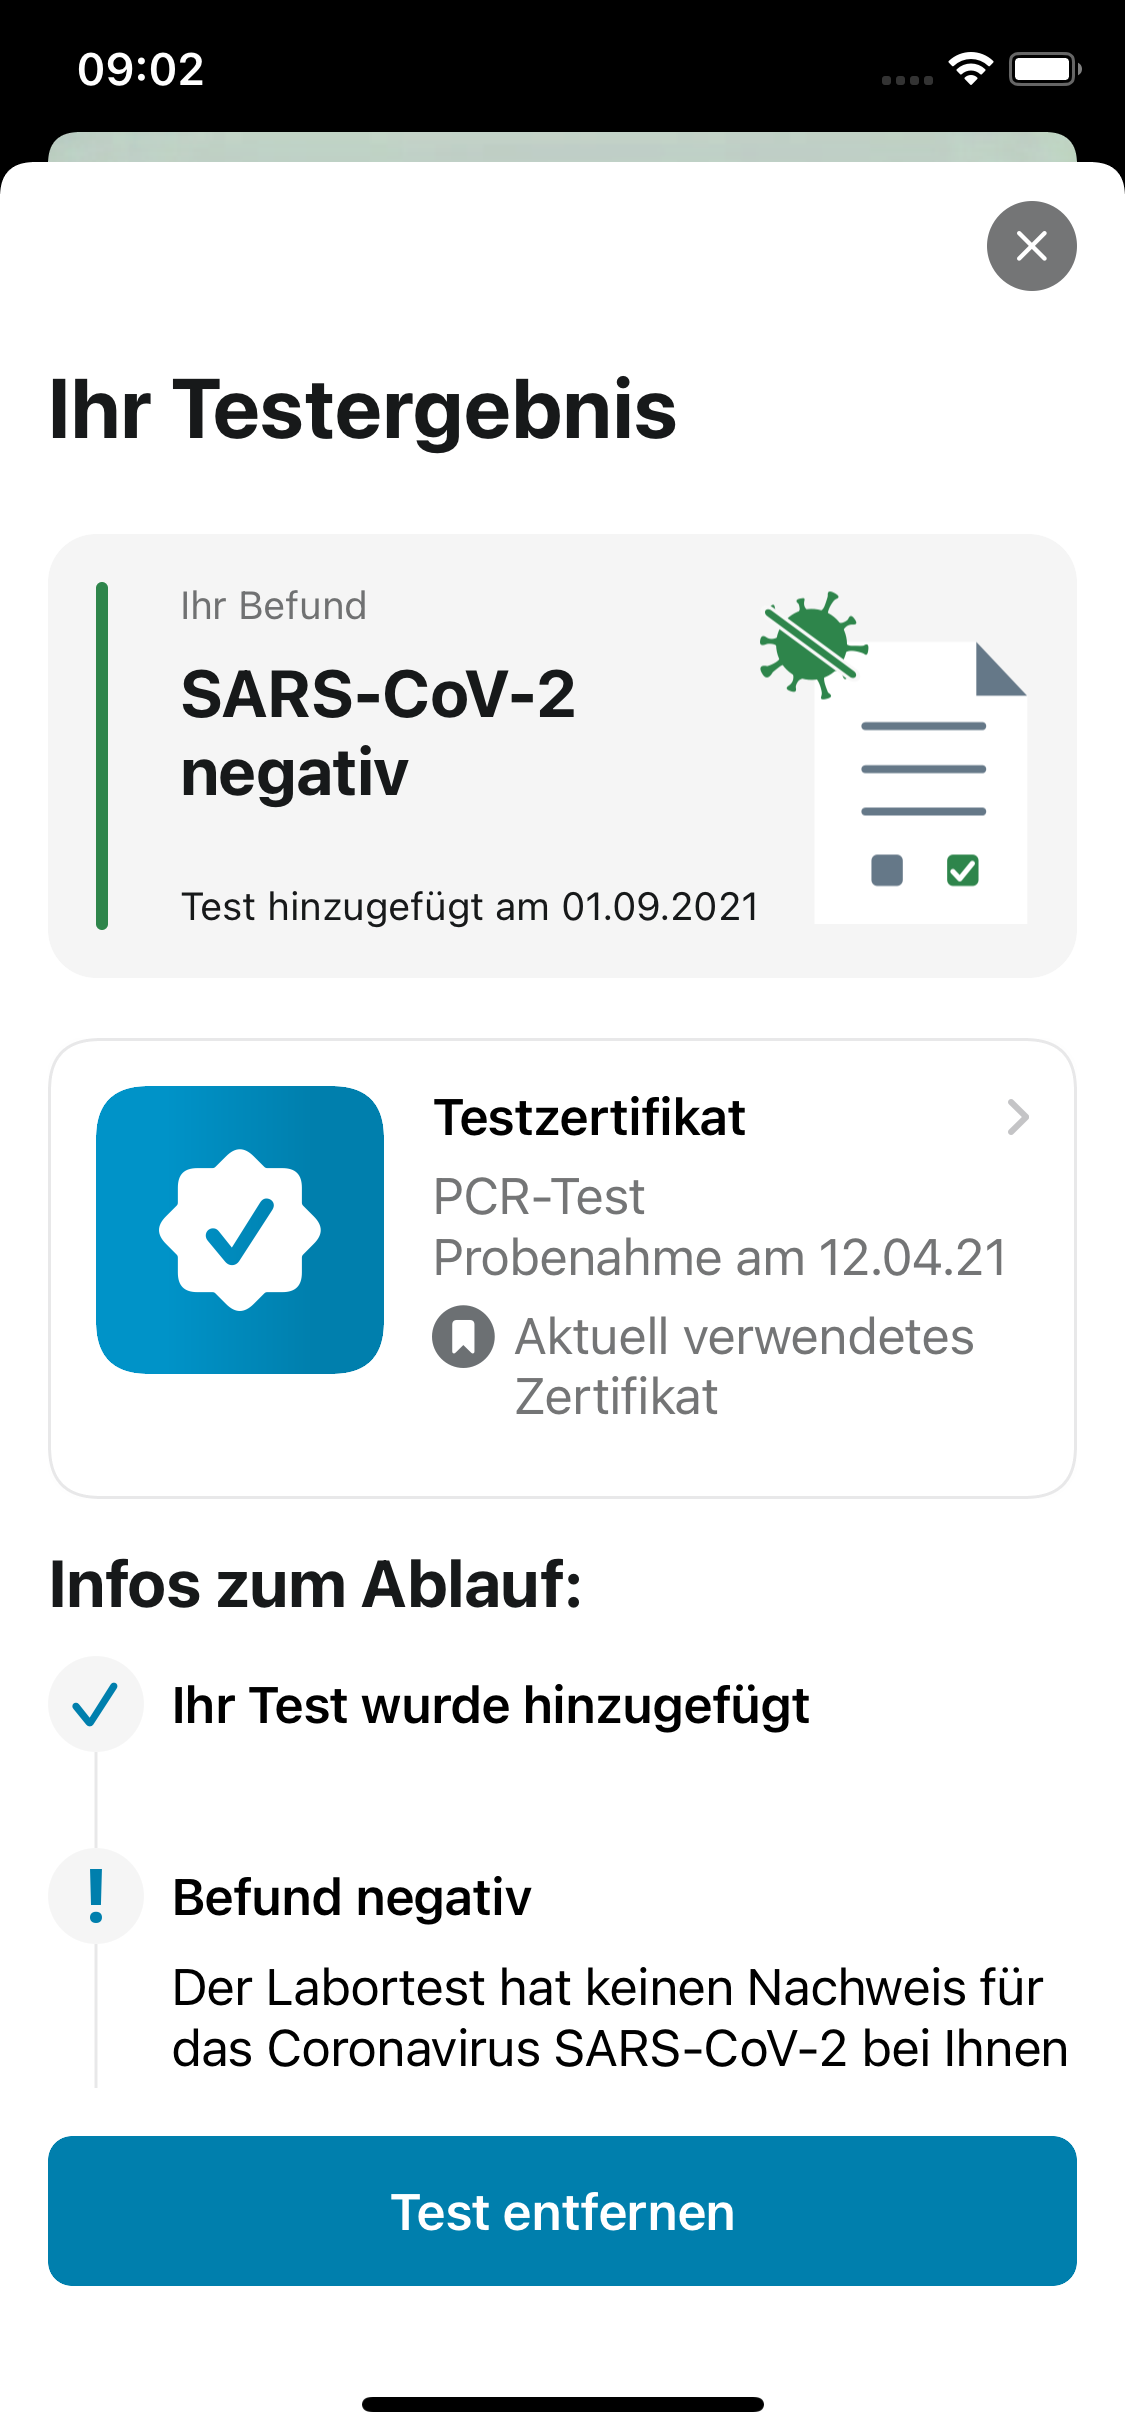 09:02
Ihr Testergebnis
Ihr Befund
SARS-CoV-2
negativ
Test hinzugefügt am 01.09.2021
Testzertifikat
PCR-Test
Probenahme am 12.04.21
Aktuell verwendetes
Zertifikat
Infos zum Ablauf:
Ihr Test wurde hinzugefügt
Befund negativ
Der Labortest hat keinen Nachweis für
das Coronavirus SARS-CoV-2 bei Ihnen
Test entfernen